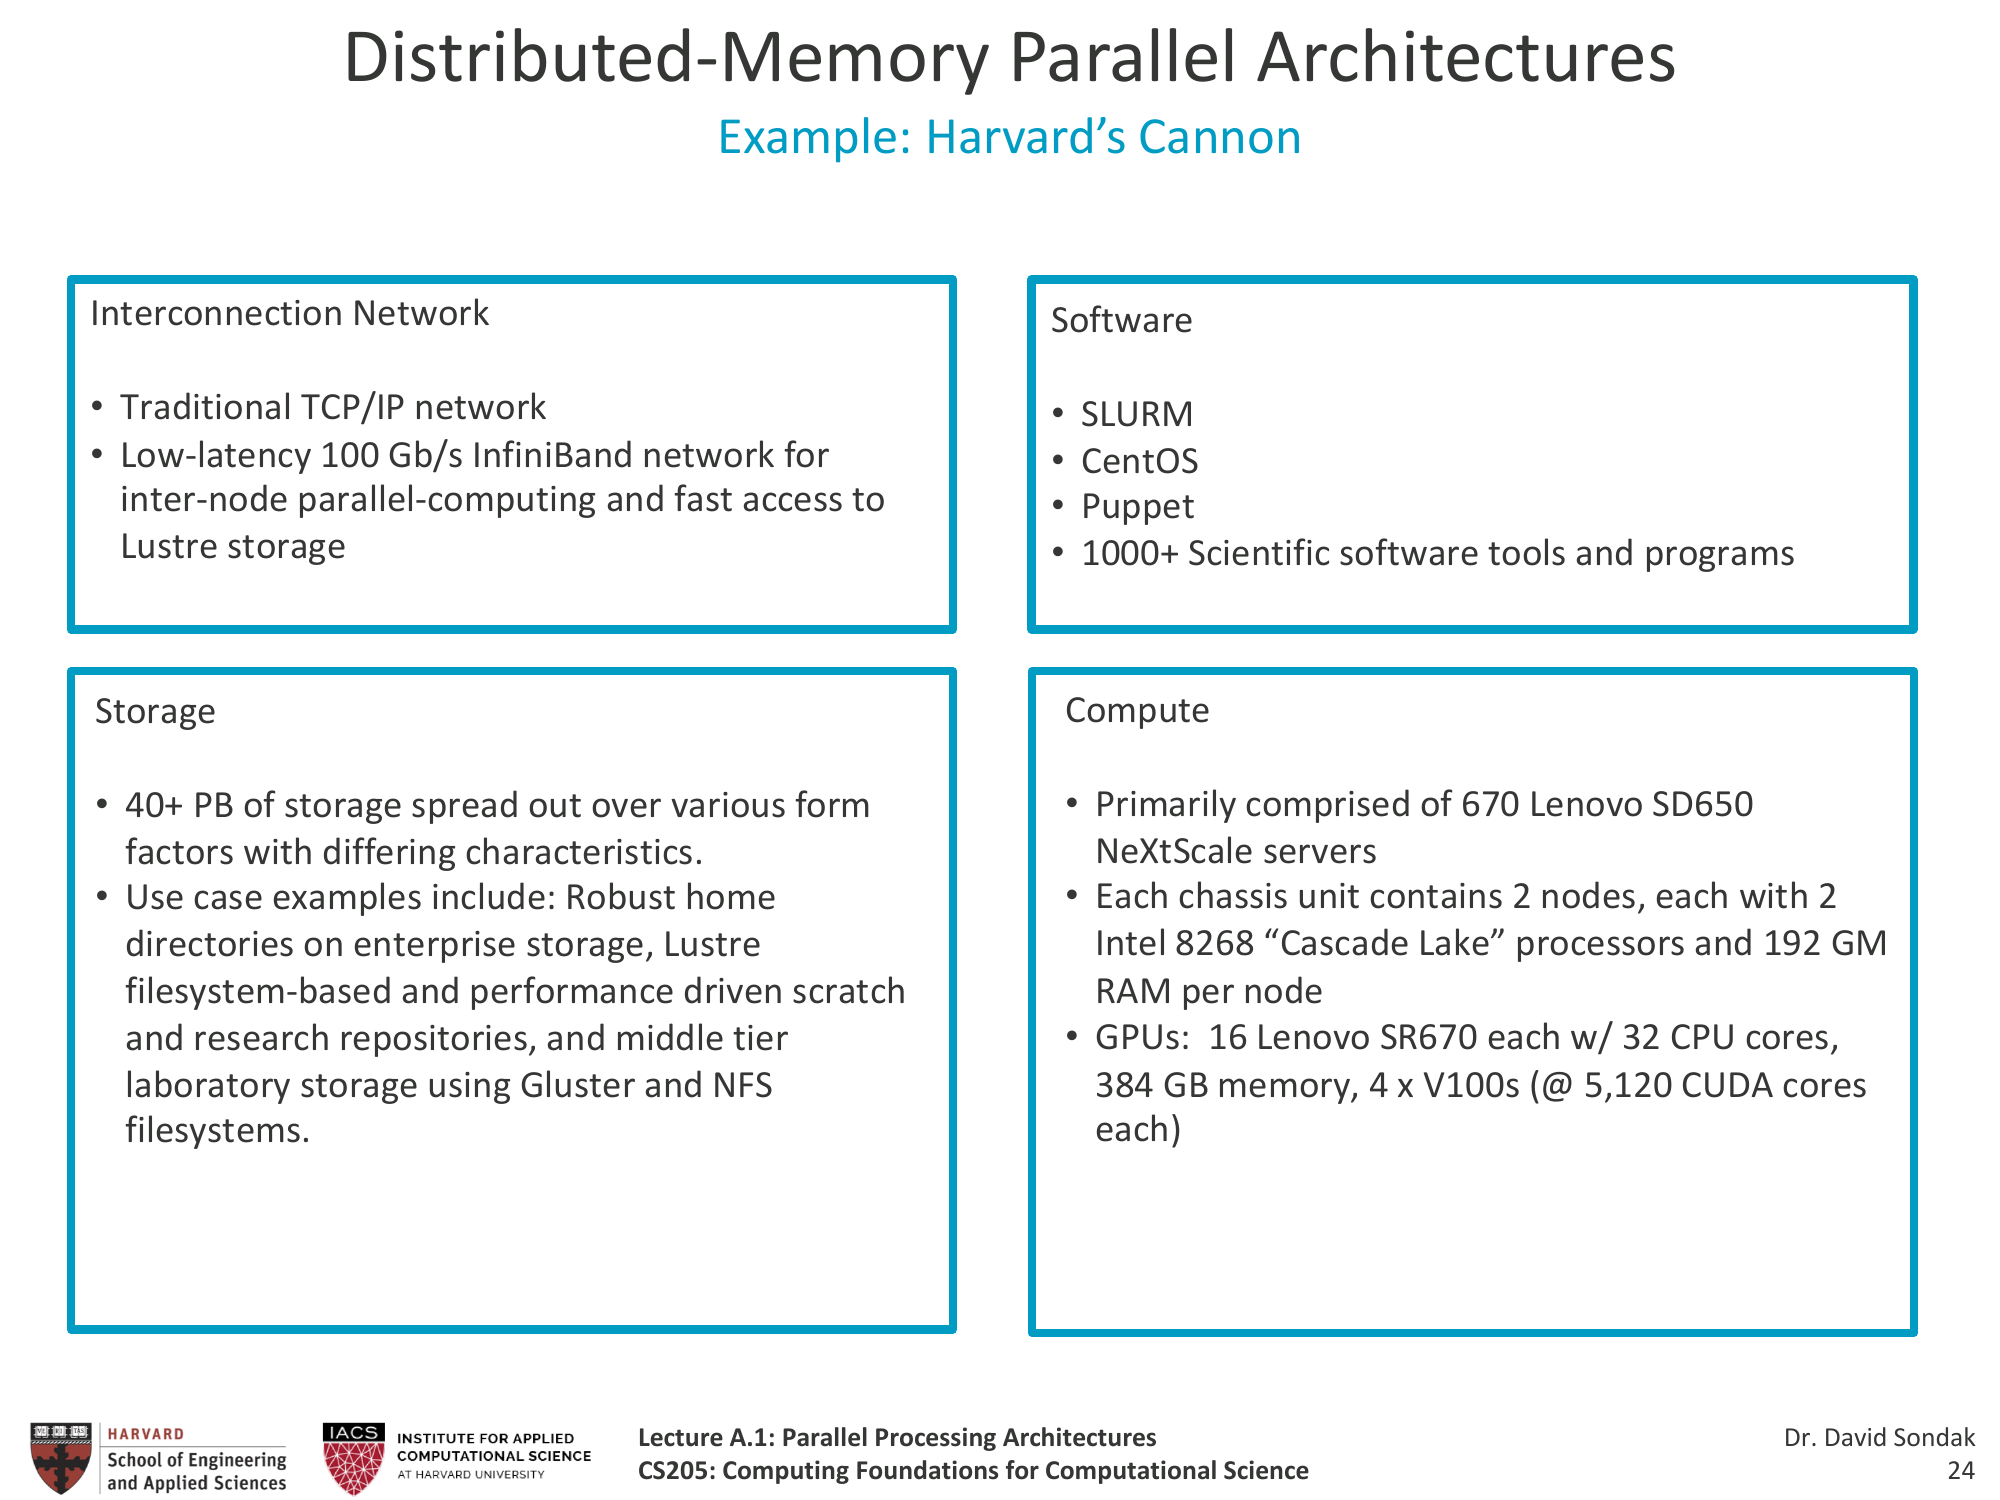 Distributed-Memory Parallel Architectures
Example: Harvard’s Cannon
Interconnection Network
• Traditional TCP/IP network
• Low-latency 100 Gb/s InfiniBand network for
inter-node parallel-computing and fast access to
Lustre storage
Software
• SLURM
• CentOS
• Puppet
• 1000+ Scientific software tools and programs
Storage
• 40+ PB of storage spread out over various form
factors with differing characteristics.
• Use case examples include: Robust home
directories on enterprise storage, Lustre
filesystem-based and performance driven scratch
and research repositories, and middle tier
laboratory storage using Gluster and NFS
filesystems.
Compute
• Primarily comprised of 670 Lenovo SD650
NeXtScale servers
• Each chassis unit contains 2 nodes, each with 2
Intel 8268 “Cascade Lake” processors and 192 GM
RAM per node
• GPUs: 16 Lenovo SR670 each w/ 32 CPU cores,
384 GB memory, 4 x V100s (@ 5,120 CUDA cores
each)
HARVARD
School of Engineering
and Applied Sciences
IACS
INSTITUTE FOR APPLIED
COMPUTATIONAL SCIENCE
AT HARVARD UNIVERSITY
Lecture A.1: Parallel Processing Architectures
CS205: Computing Foundations for Computational Science
Dr. David Sondak
24